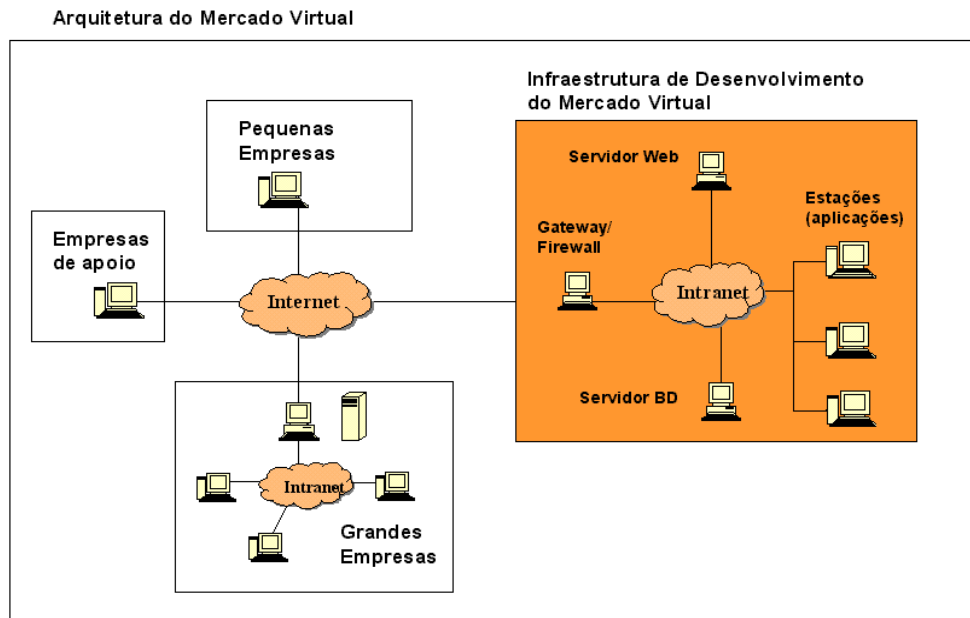 Arquitetura do Mercado Virtual
Infraestrutura de Desenvolvimento
do Mercado Virtual
Pequenas
Empresas
Servidor Web
Estações
(aplicações)
Empresas
de apoio
Gateway/
Firewall
Internet
Intranet
Servidor BD
Intranet
Grandes
Empresas